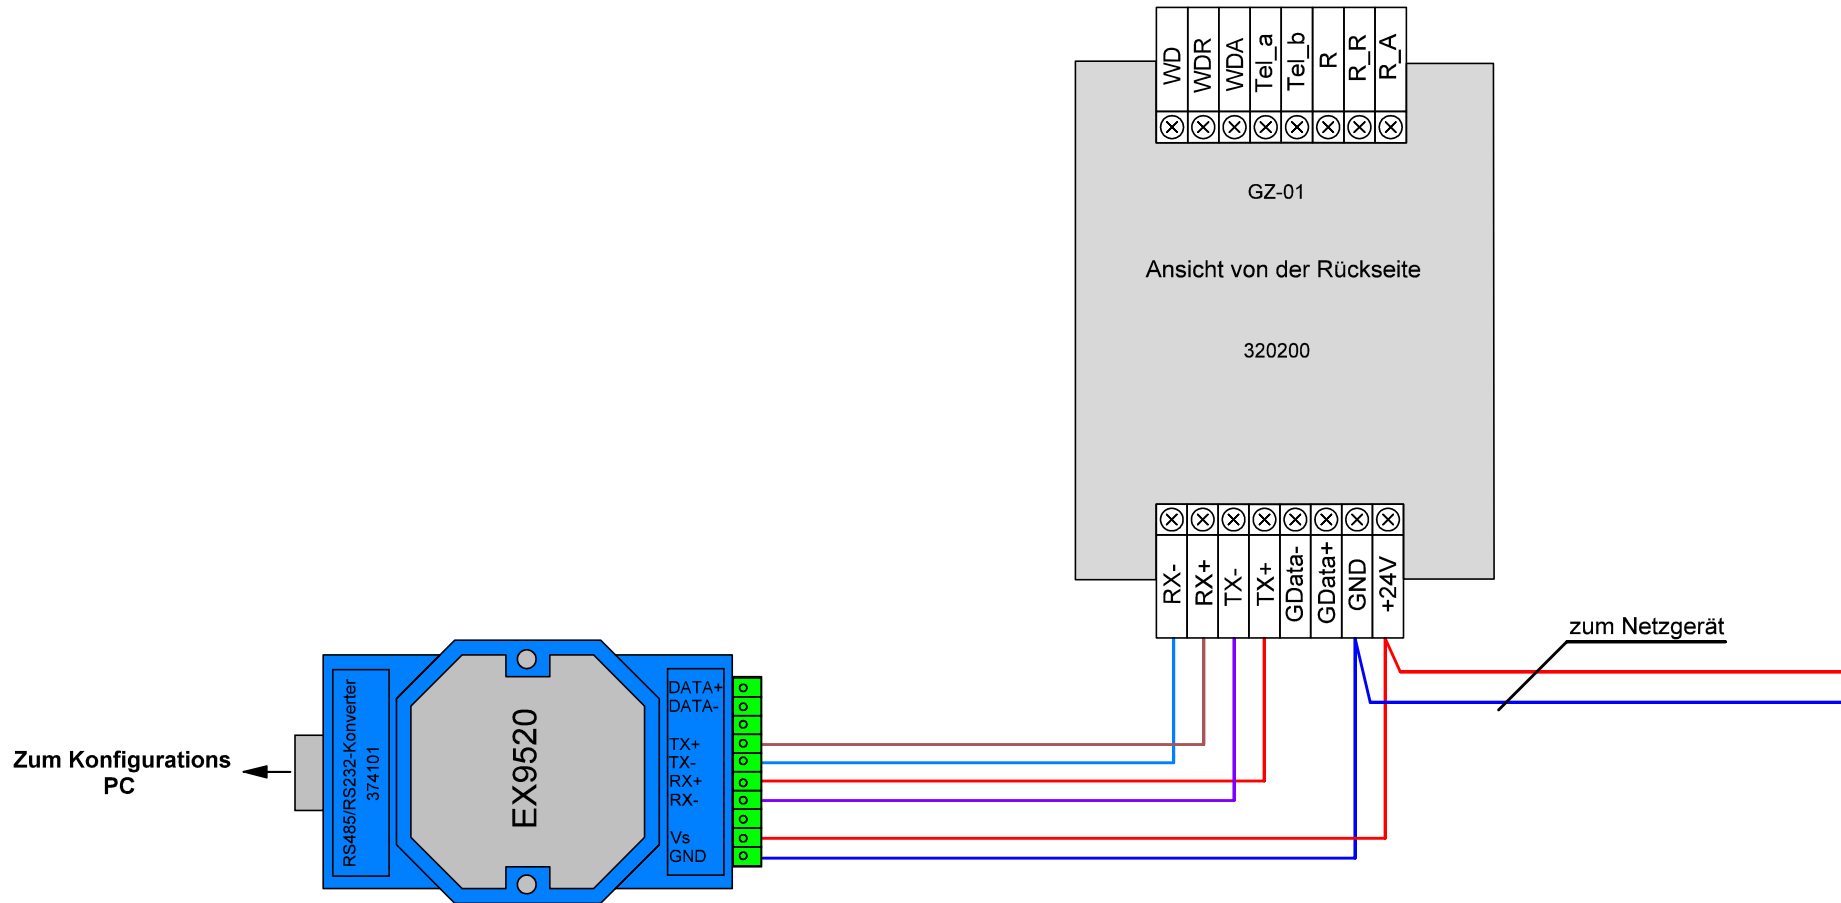 WD
WDR
WDA
Tel_a
Tel_b
R
R_R
R_A
GZ-01
Ansicht von der Rückseite
320200
RX-
RX+
TX-
TX+
GData-
GData+
GND
+24V
zum Netzgerät
Zum Konfigurations
PC
RS485/RS232-Konverter
374101
EX9520
DATA+
DATA-
TX+
TX-
RX+
RX-
Vs
GND